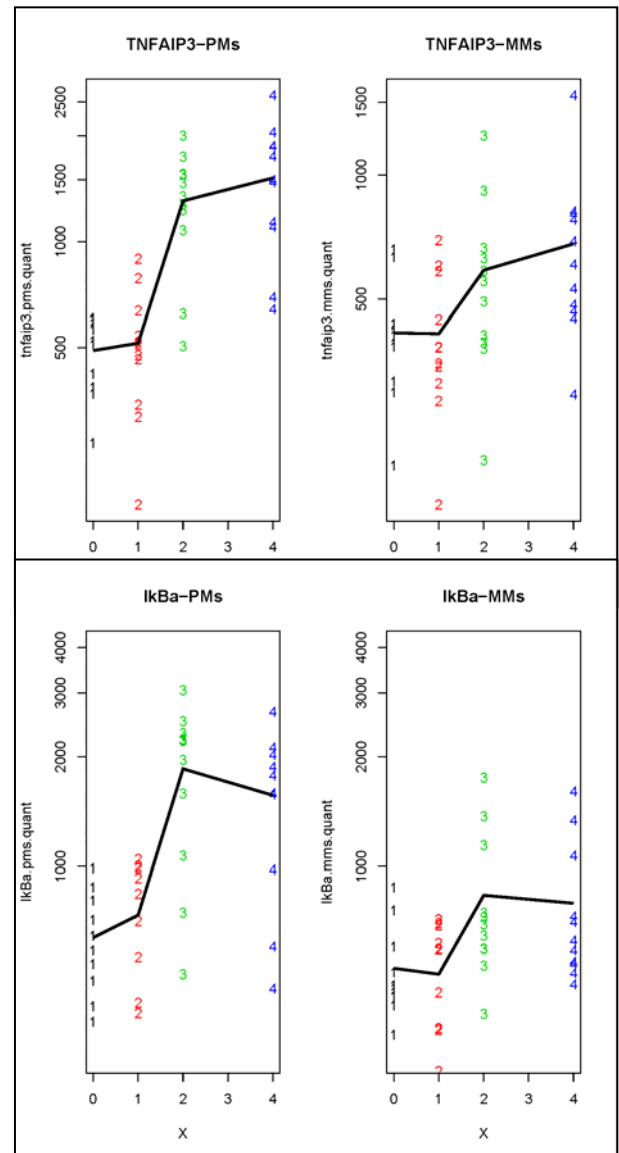 TNFAIP3-PMs
TNFAIP3-MMs
tnfaip3.pms.quant
500 1000 1500 2500
0 1 2 3 4
tnfaip3.mms.quant
500 1000 1500
0 1 2 3 4
IkBa-PMs
IkBa-MMs
IkBa.pms.quant
1000 2000 3000 4000
0 1 2 3 4
X
IkBa.mms.quant
1000 2000 3000 4000
0 1 2 3 4
X